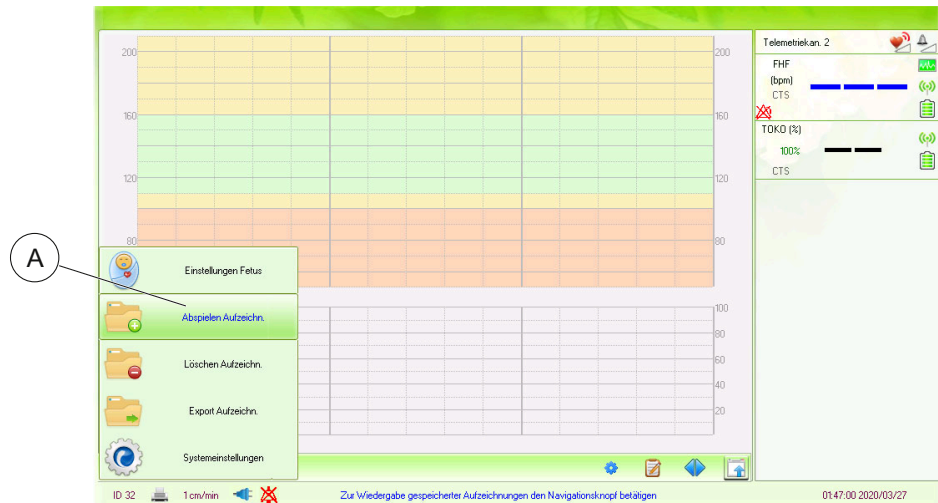 200
160
120
80
200
160
120
80
100
80
60
40
20
Telemetriekan. 2
FHF
(bpm)
CTS
TOKO (%)
100%
CTS
A
Einstellungen Fetus
Abspielen Aufzeichn.
Löschen Aufzeichn.
Export Aufzeichn.
Systemeinstellungen
ID 32 1 cm/min Zur Wiedergabe gespeicherter Aufzeichnungen den Navigationsknopf betätigen 01:47:00 2020/03/27